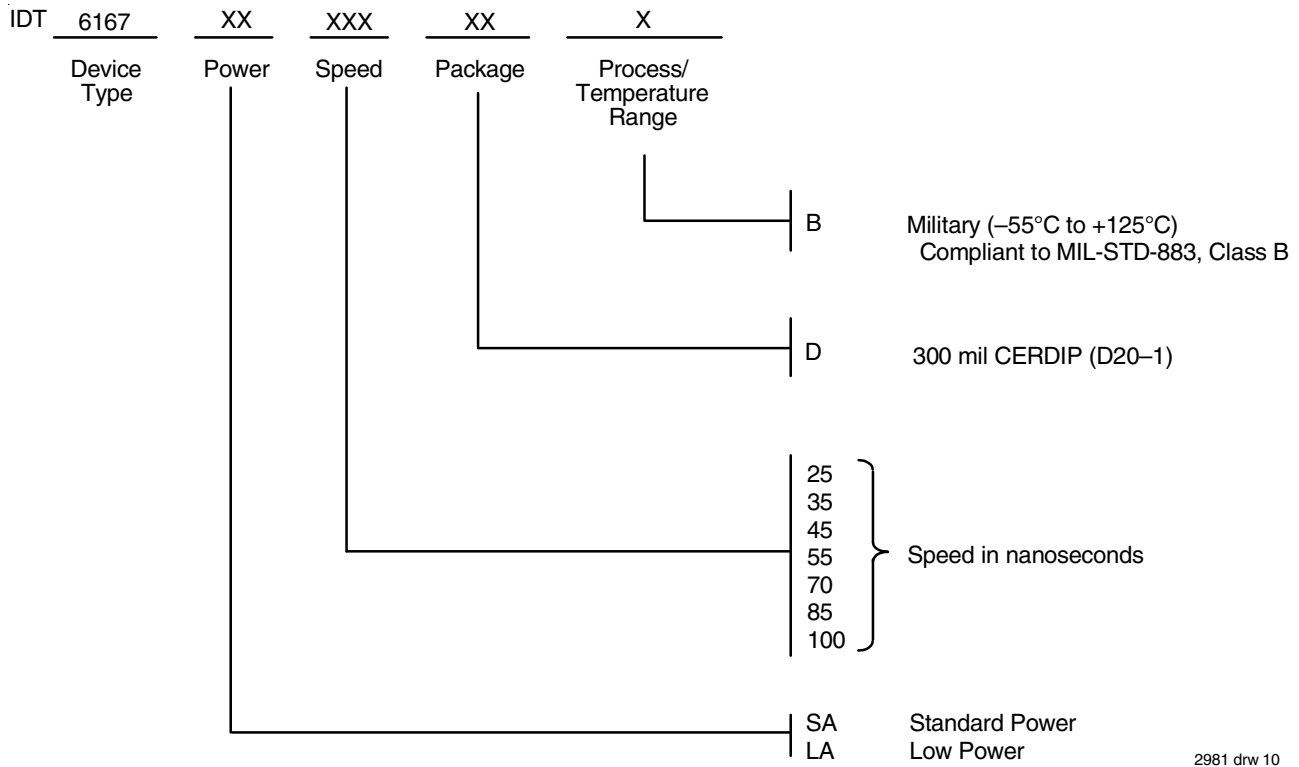 IDT 6167 XX XXX XX X
Device Type
Power
Speed
Package
Process/
Temperature
Range
B Military (–55°C to +125°C)
Compliant to MIL-STD-883, Class B
D 300 mil CERDIP (D20–1)
25
35
45
55
70
85
100
Speed in nanoseconds
SA Standard Power
LA Low Power
2981 drw 10